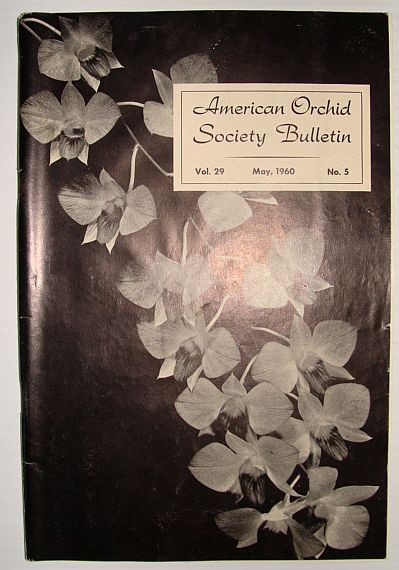 American Orchid
Society Bulletin
Vol. 29 May, 1960 No. 5